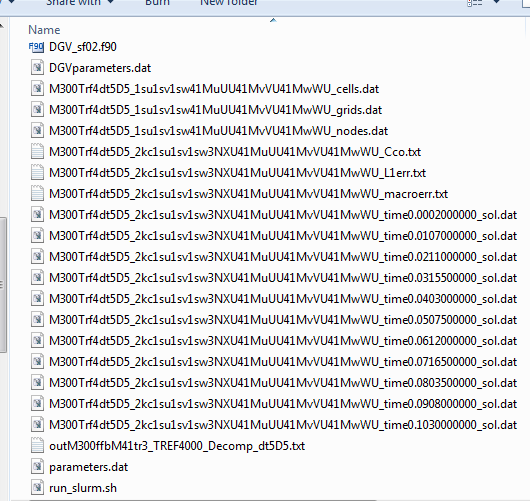 Share with
Burn
New folder
Name
F90 DGV_sf02.f90
DGVparameters.dat
M300Trf4dt5D5_1su1sv1sw41MuUU41MvVU41MwWU_cells.dat
M300Trf4dt5D5_1su1sv1sw41MuUU41MvVU41MwWU_grids.dat
M300Trf4dt5D5_1su1sv1sw41MuUU41MvVU41MwWU_nodes.dat
M300Trf4dt5D5_2kc1su1sv1sw3NXU41MuUU41MvVU41MwWU_Cco.txt
M300Trf4dt5D5_2kc1su1sv1sw3NXU41MuUU41MvVU41MwWU_L1err.txt
M300Trf4dt5D5_2kc1su1sv1sw3NXU41MuUU41MvVU41MwWU_macroerr.txt
M300Trf4dt5D5_2kc1su1sv1sw3NXU41MuUU41MvVU41MwWU_time0.0002000000_sol.dat
M300Trf4dt5D5_2kc1su1sv1sw3NXU41MuUU41MvVU41MwWU_time0.0107000000_sol.dat
M300Trf4dt5D5_2kc1su1sv1sw3NXU41MuUU41MvVU41MwWU_time0.0211000000_sol.dat
M300Trf4dt5D5_2kc1su1sv1sw3NXU41MuUU41MvVU41MwWU_time0.0315500000_sol.dat
M300Trf4dt5D5_2kc1su1sv1sw3NXU41MuUU41MvVU41MwWU_time0.0403000000_sol.dat
M300Trf4dt5D5_2kc1su1sv1sw3NXU41MuUU41MvVU41MwWU_time0.0507500000_sol.dat
M300Trf4dt5D5_2kc1su1sv1sw3NXU41MuUU41MvVU41MwWU_time0.0612000000_sol.dat
M300Trf4dt5D5_2kc1su1sv1sw3NXU41MuUU41MvVU41MwWU_time0.0716500000_sol.dat
M300Trf4dt5D5_2kc1su1sv1sw3NXU41MuUU41MvVU41MwWU_time0.0803500000_sol.dat
M300Trf4dt5D5_2kc1su1sv1sw3NXU41MuUU41MvVU41MwWU_time0.0908000000_sol.dat
M300Trf4dt5D5_2kc1su1sv1sw3NXU41MuUU41MvVU41MwWU_time0.1030000000_sol.dat
outM300ffbM41tr3_TREF4000_Decomp_dt5D5.txt
parameters.dat
run_slurm.sh